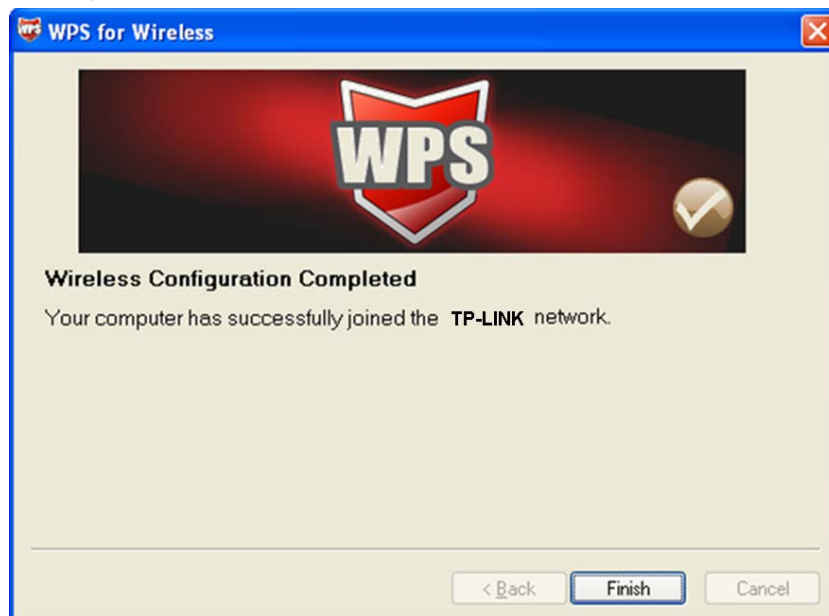 WPS for Wireless
WPS
Wireless Configuration Completed
Your computer has successfully joined the TP-LINK network.
< Back Finish Cancel